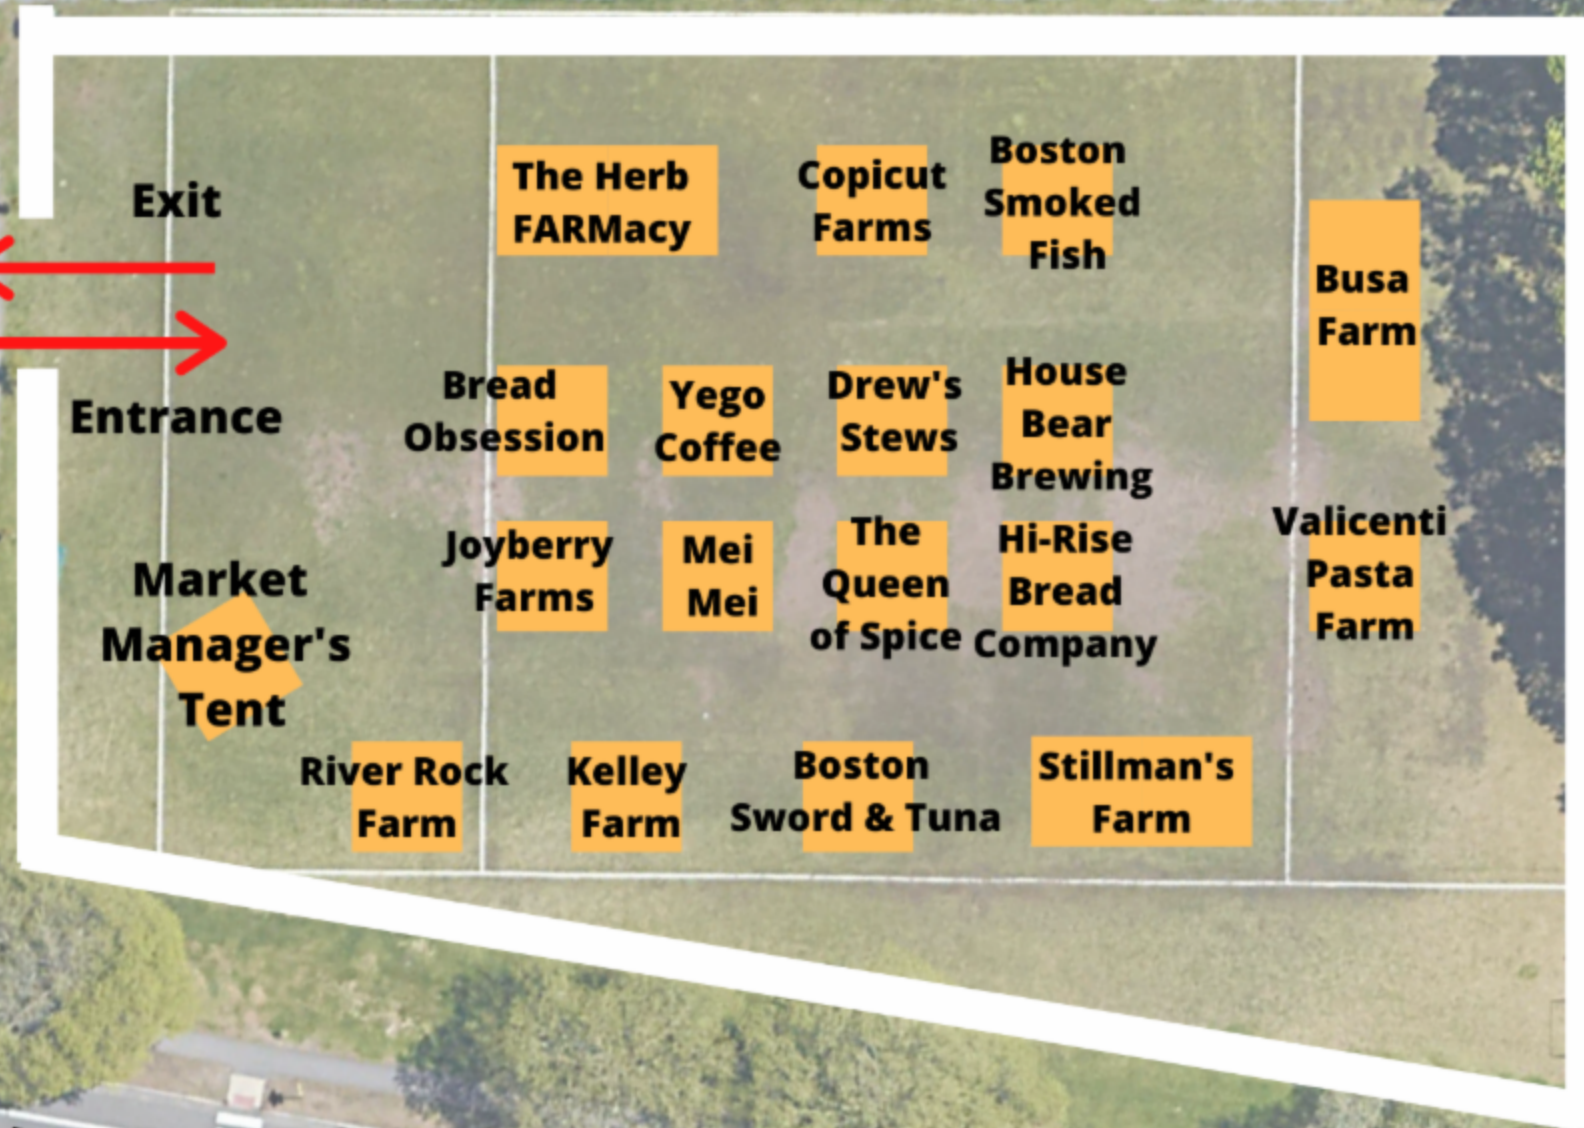 Exit
Entrance
The Herb
FARMacy
Copicut
Farms
Boston
Smoked
Fish
Busa
Farm
Bread
Obsession
Yego
Coffee
Drew's
Stews
House
Bear
Brewing
Joyberry
Farms
Mei
Mei
The
Queen
of Spice
Hi-Rise
Bread
Company
Valicenti
Pasta
Farm
Market
Manager's
Tent
River Rock
Farm
Kelley
Farm
Boston
Sword & Tuna
Stillman's
Farm